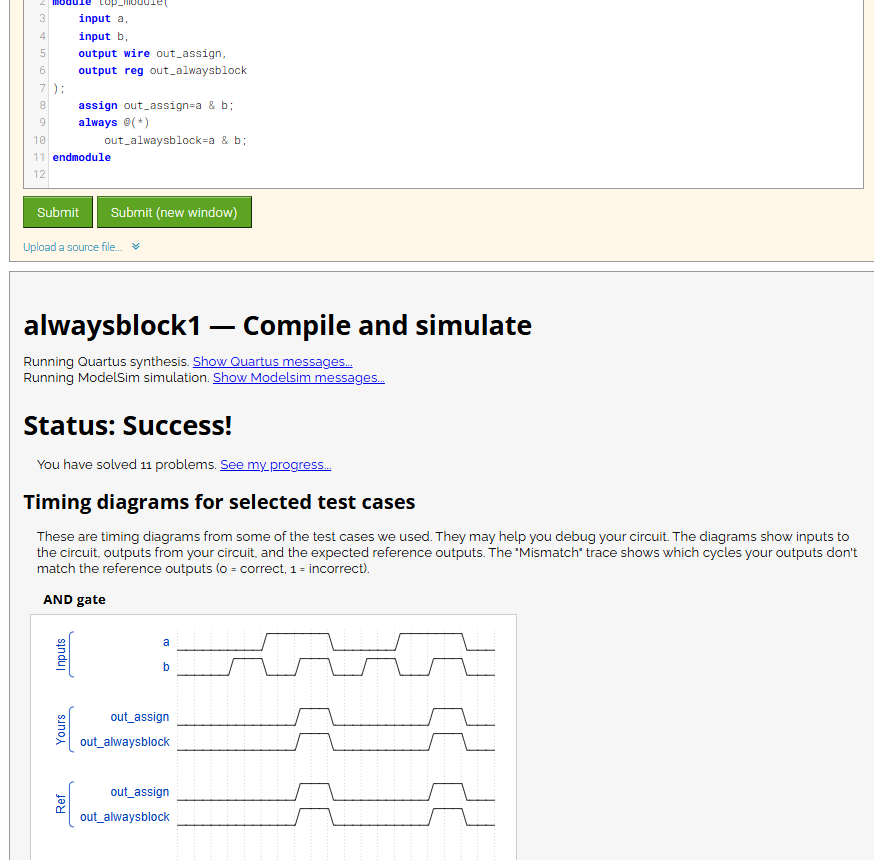 2 module top_module(
3 input a,
4 input b,
5 output wire out_assign,
6 output reg out_alwaysblock
7 );
8 assign out_assign=a & b;
9 always @(*)
10 out_alwaysblock=a & b;
11 endmodule
12
Submit Submit (new window)
Upload a source file...
alwaysblock1 — Compile and simulate
Running Quartus synthesis. Show Quartus messages...
Running ModelSim simulation. Show Modelsim messages...
Status: Success!
You have solved 11 problems. See my progress...
Timing diagrams for selected test cases
These are timing diagrams from some of the test cases we used. They may help you debug your circuit. The diagrams show inputs to
the circuit, outputs from your circuit, and the expected reference outputs. The "Mismatch" trace shows which cycles your outputs don't
match the reference outputs (0 = correct, 1 = incorrect).
AND gate
Inputs
a
b
Yours
out_assign
out_alwaysblock
Ref
out_assign
out_alwaysblock